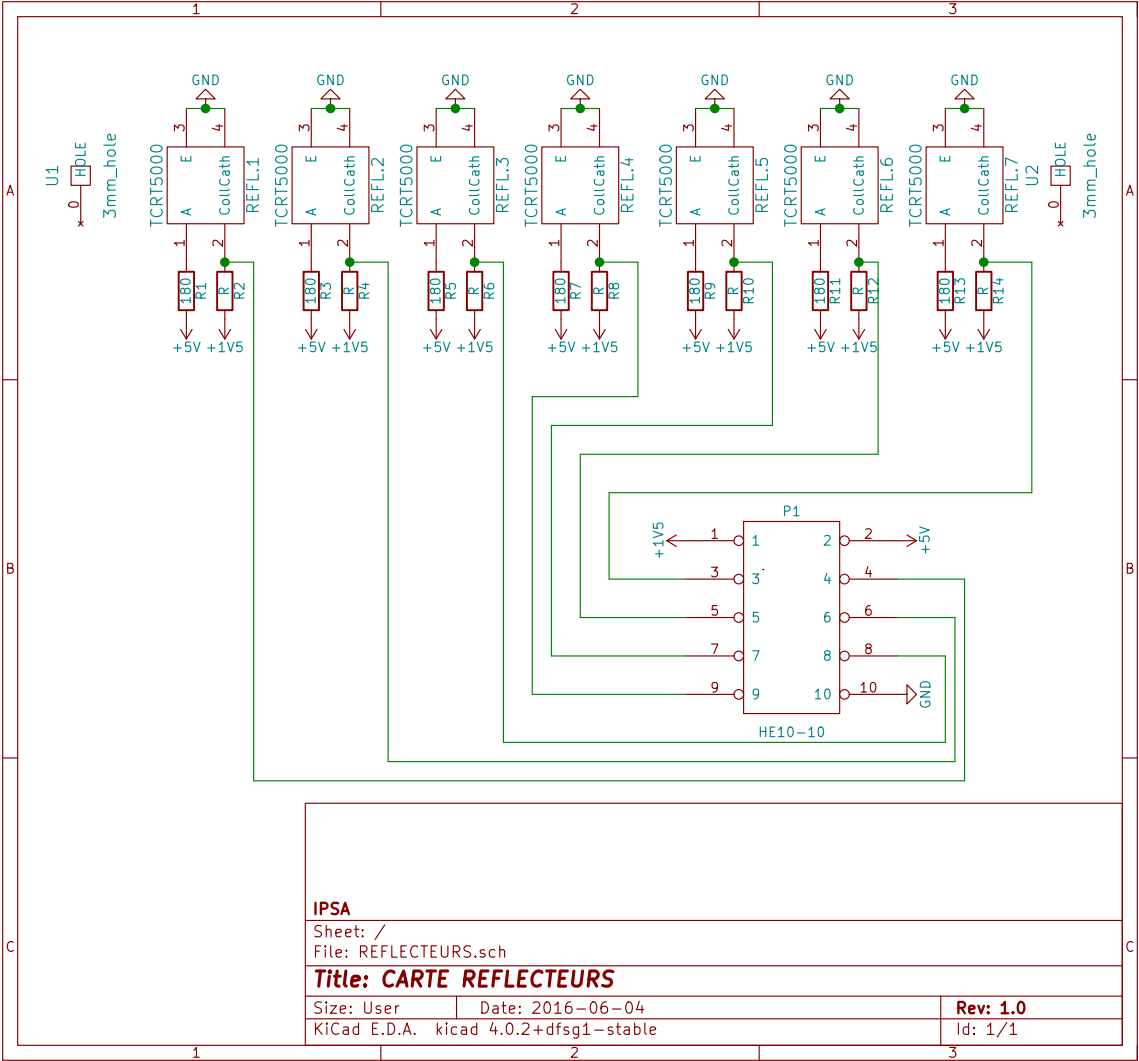 1 2 3
GND GND GND GND GND GND GND
3 4 3 4 3 4 3 4 3 4 3 4 3 4
U1 HOLE 0 3mm_hole
TCRT5000 E A CollCath REFL.1
TCRT5000 E A CollCath REFL.2
TCRT5000 E A CollCath REFL.3
TCRT5000 E A CollCath REFL.4
TCRT5000 E A CollCath REFL.5
TCRT5000 E A CollCath REFL.6
TCRT5000 E A CollCath REFL.7
U2 HOLE 0 3mm_hole
A A
1 2 1 2 1 2 1 2 1 2 1 2 1 2
180 R1 R R2 180 R3 R R4 180 R5 R R6 180 R7 R R8 180 R9 R R10 180 R11 R R12 180 R13 R R14
+5V +1V5 +5V +1V5 +5V +1V5 +5V +1V5 +5V +1V5 +5V +1V5 +5V +1V5
P1
+1V5 1 1 2 2 +5V
B 3 3 4 4 B
5 5 6 6
7 7 8 8
9 9 10 10 GND
HE10-10
IPSA
Sheet: /
File: REFLECTEURS.sch
C C
Title: CARTE REFLECTEURS
Size: User Date: 2016-06-04 Rev: 1.0
KiCad E.D.A. kicad 4.0.2+dfsg1-stable Id: 1/1
1 2 3